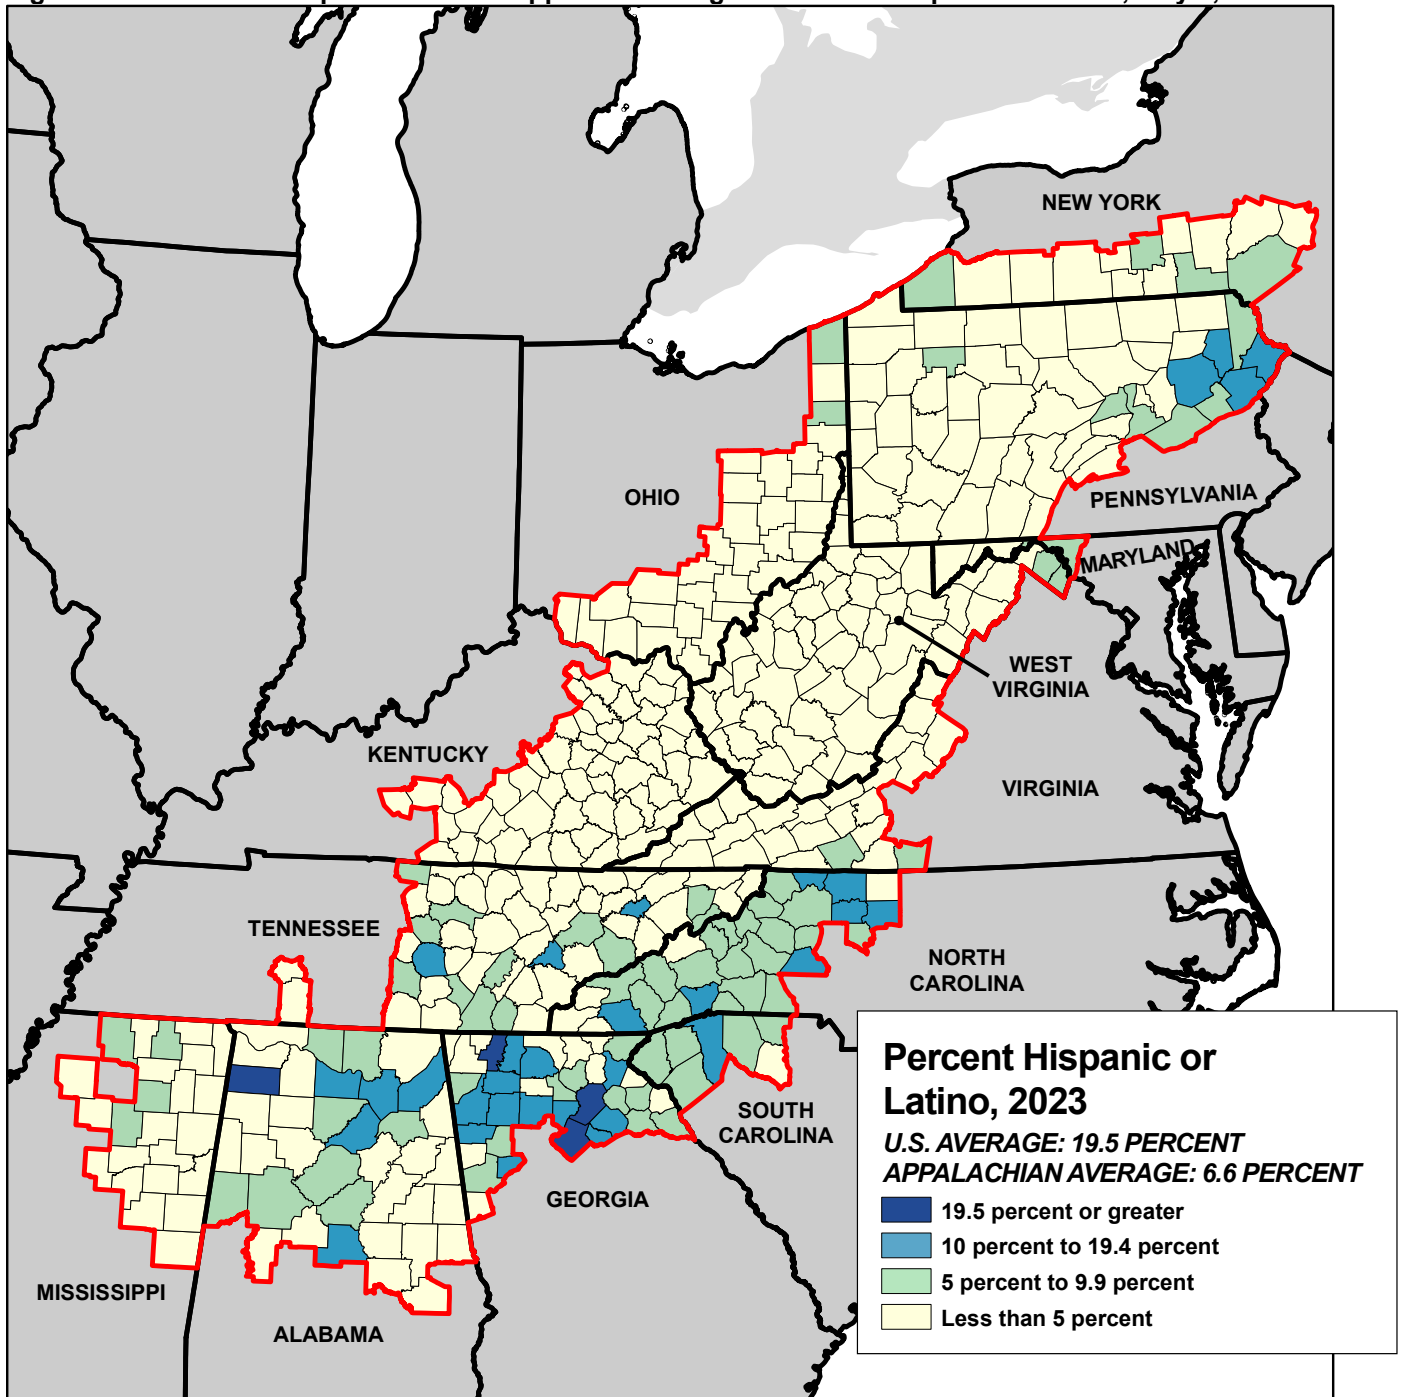 NEW YORK
OHIO
PENNSYLVANIA
MARYLAND
WEST
VIRGINIA
KENTUCKY
VIRGINIA
TENNESSEE
NORTH
CAROLINA
SOUTH
CAROLINA
GEORGIA
MISSISSIPPI
ALABAMA
Percent Hispanic or
Latino, 2023
U.S. AVERAGE: 19.5 PERCENT
APPALACHIAN AVERAGE: 6.6 PERCENT
19.5 percent or greater
10 percent to 19.4 percent
5 percent to 9.9 percent
Less than 5 percent